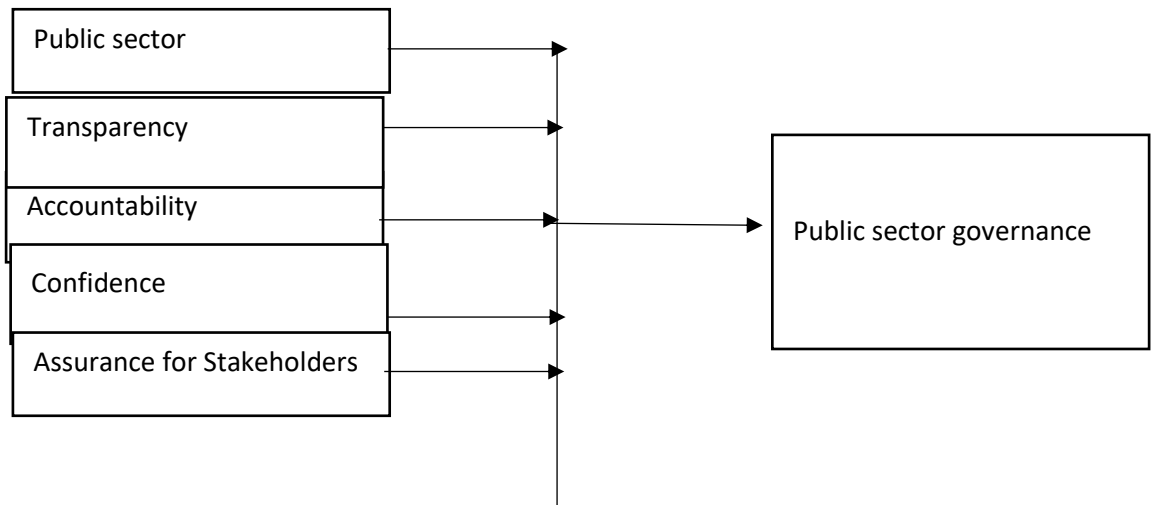 Public sector
Transparency
Accountability
Confidence
Assurance for Stakeholders
Public sector governance